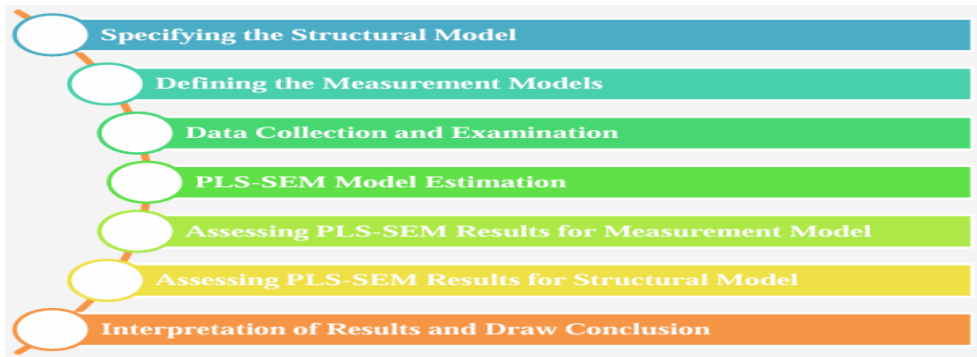 Specifying the Structural Model
Defining the Measurement Models
Data Collection and Examination
PLS-SEM Model Estimation
Assessing PLS-SEM Results for Measurement Model
Assessing PLS-SEM Results for Structural Model
Interpretation of Results and Draw Conclusion